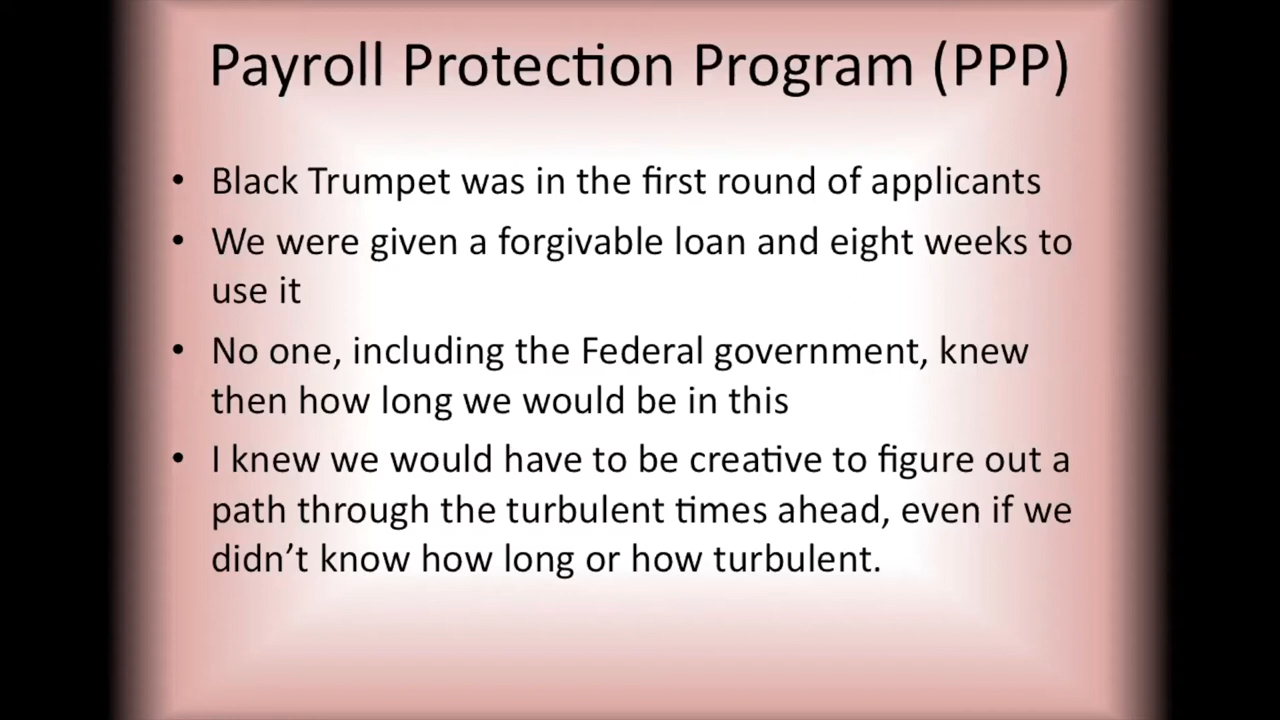 Payroll Protection Program (PPP)
• Black Trumpet was in the first round of applicants
• We were given a forgivable loan and eight weeks to
use it
• No one, including the Federal government, knew
then how long we would be in this
• I knew we would have to be creative to figure out a
path through the turbulent times ahead, even if we
didn’t know how long or how turbulent.